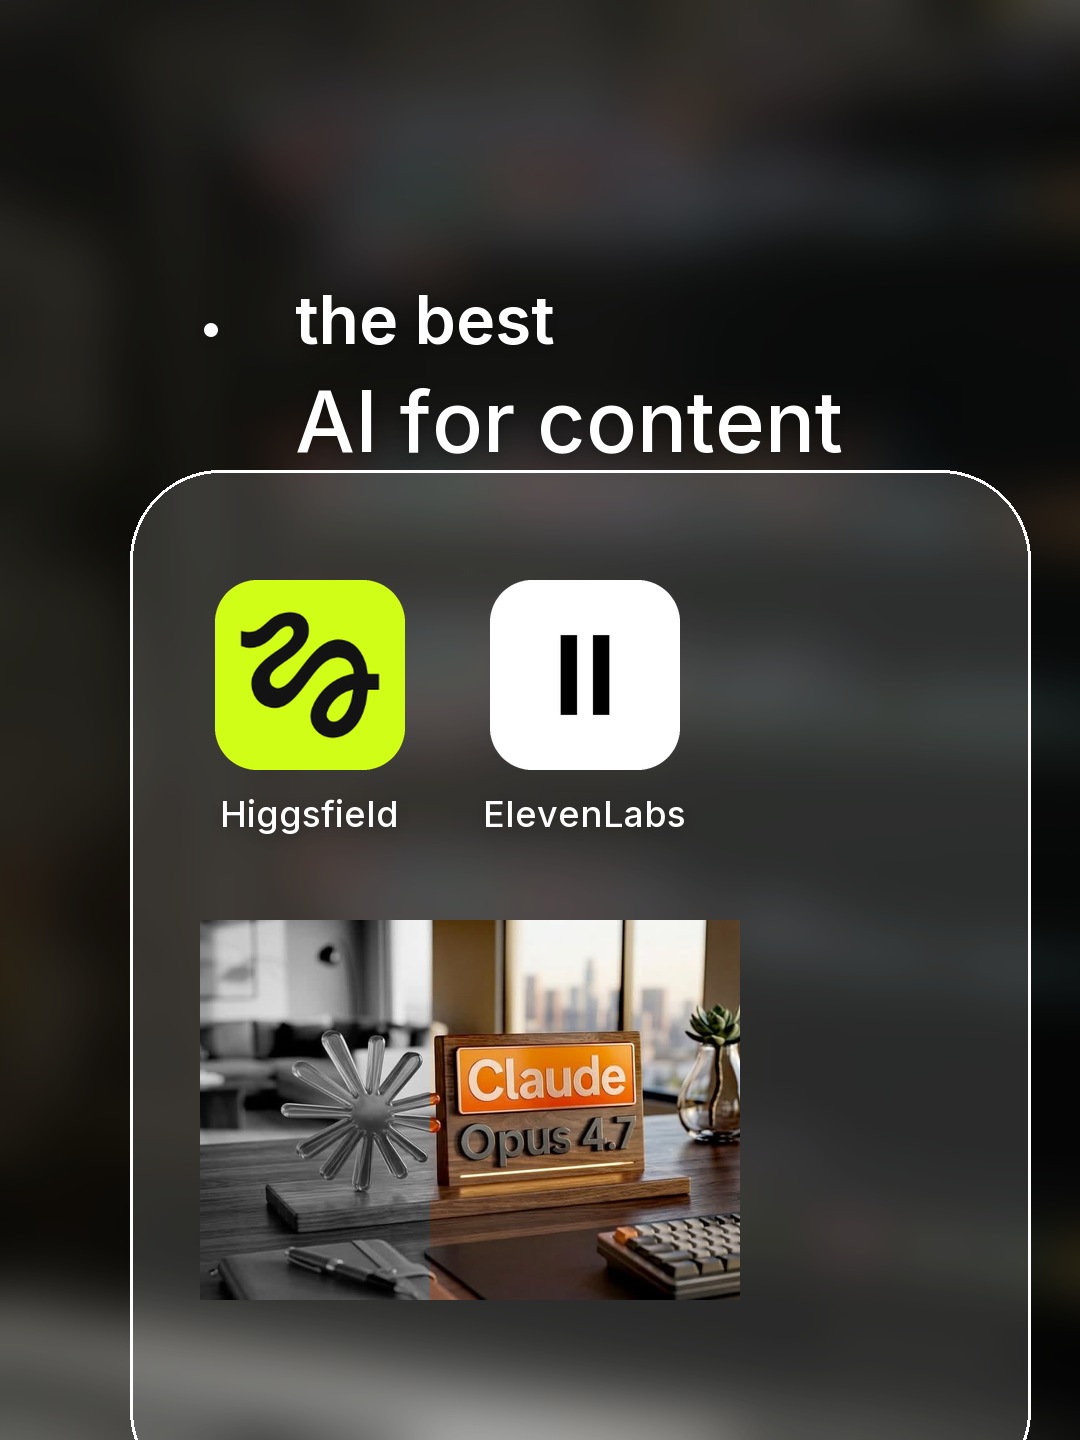 the best
AI for content
Higgsfield
ElevenLabs
Claude
Opus 4.7